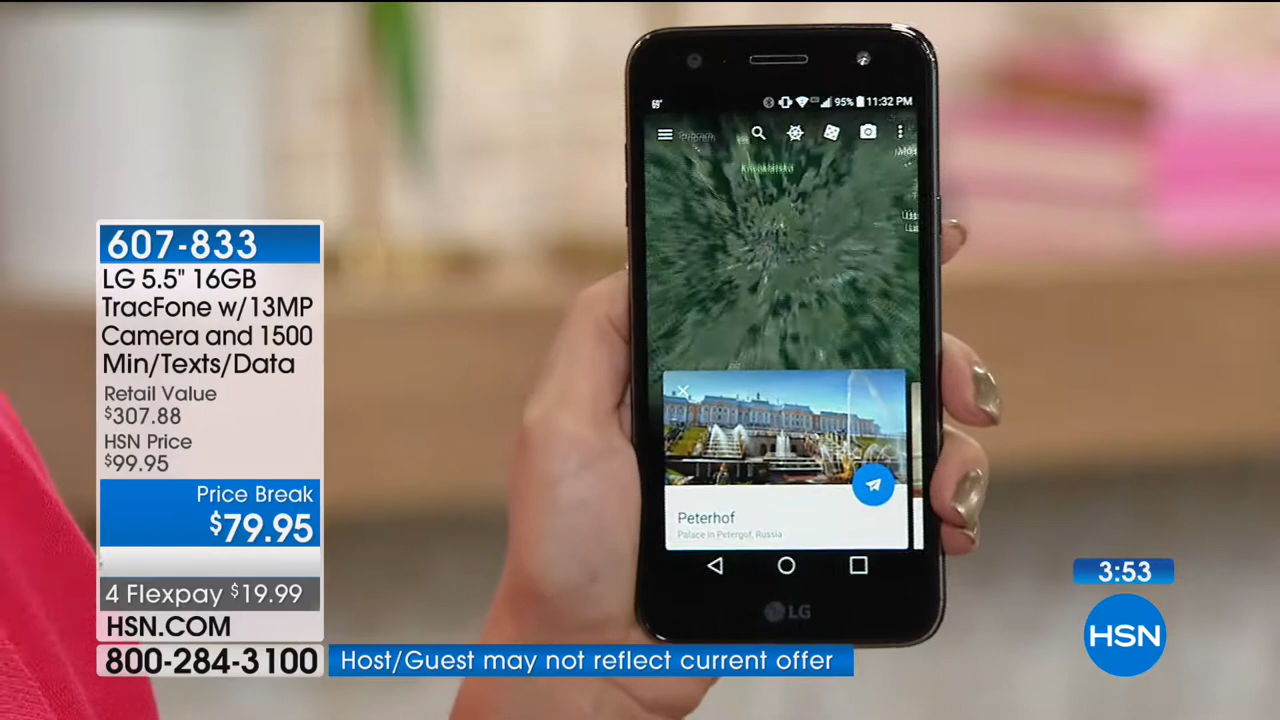 607-833
LG 5.5" 16GB
TracFone w/13MP
Camera and 1500
Min/Texts/Data
Retail Value
$307.88
HSN Price
$99.95
Price Break
$79.95
4 Flexpay $19.99
HSN.COM
800-284-3100
Host/Guest may not reflect current offer
3:53
HSN
69°
95% 11:32 PM
Peterhof
Palace in Petergof, Russia
LG